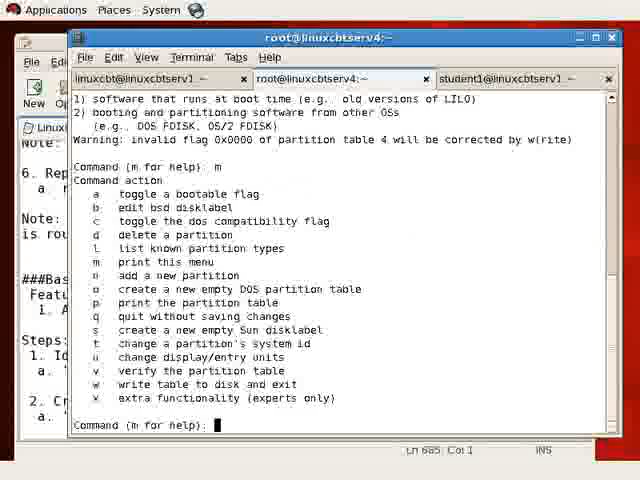 Applications Places System
root@linuxcbtserv4:~
File Edit View Terminal Tabs Help
linuxcbt@linuxcbtserv1 ~
root@linuxcbtserv4:~
student1@linuxcbtserv4:~
File Ed
New Op
Linux
Note:
6. Rep
a. r
Note:
is rou
###Bas
Featu
1. A
Steps:
1. Id
a. '
2. Cr
a. '
1) software that runs at boot time (e.g., old versions of LILO)
2) booting and partitioning software from other OSs
(e.g., DOS FDISK, OS/2 FDISK)
Warning: invalid flag 0x0000 of partition table 4 will be corrected by w(rite)
Command (m for help): m
Command action
a toggle a bootable flag
b edit bsd disklabel
c toggle the dos compatibility flag
d delete a partition
l list known partition types
m print this menu
n add a new partition
o create a new empty DOS partition table
p print the partition table
q quit without saving changes
s create a new empty Sun disklabel
t change a partition's system id
u change display/entry units
v verify the partition table
w write table to disk and exit
x extra functionality (experts only)
Command (m for help):
Ln 685, Col 1 INS